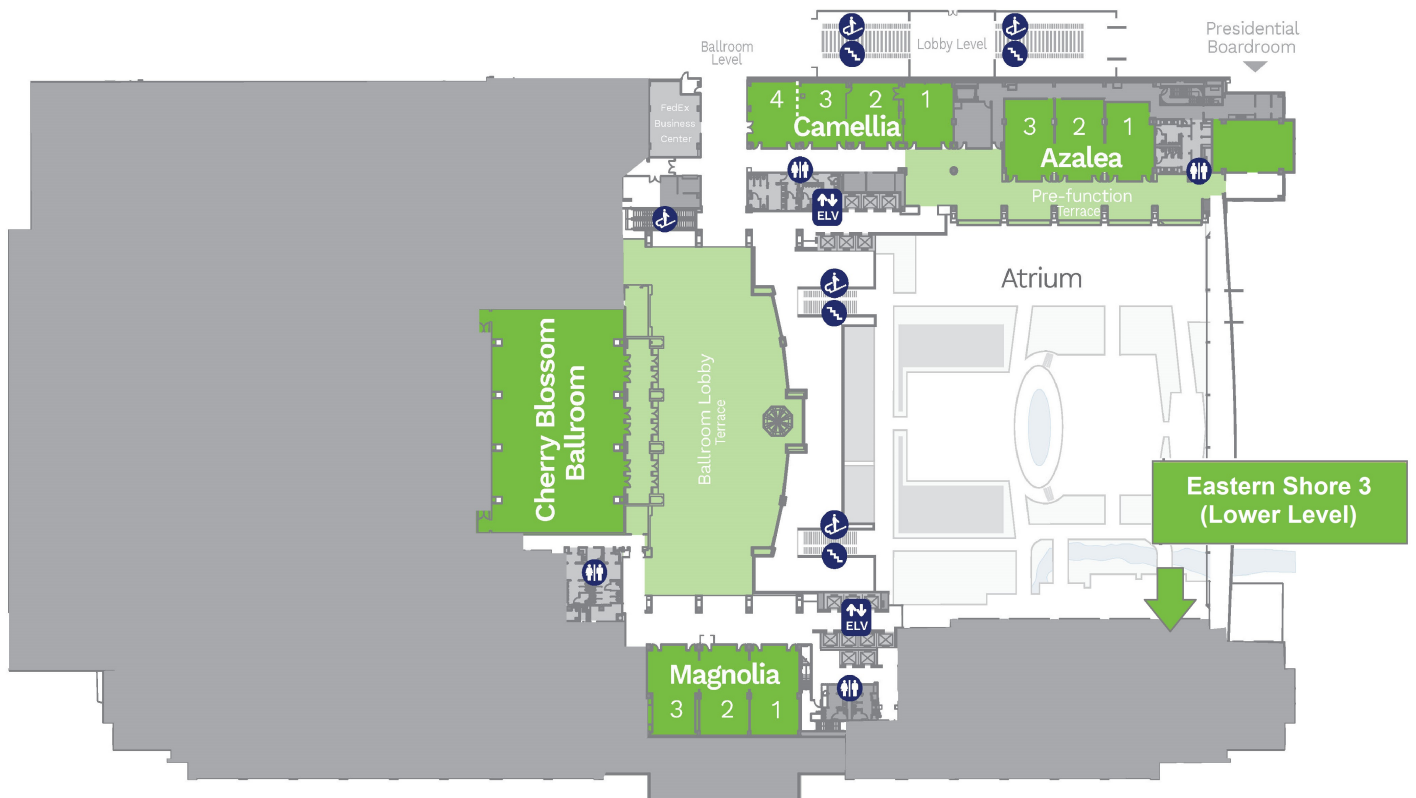 Presidential
Boardroom
Lobby Level
Ballroom
Level
FedEx
Business
Center
4
3
2
1
Camellia
3
2
1
Azalea
Pre-function
Terrace
ELV
Atrium
Cherry Blossom
Ballroom
Ballroom Lobby
Terrace
Eastern Shore 3
(Lower Level)
ELV
Magnolia
3
2
1